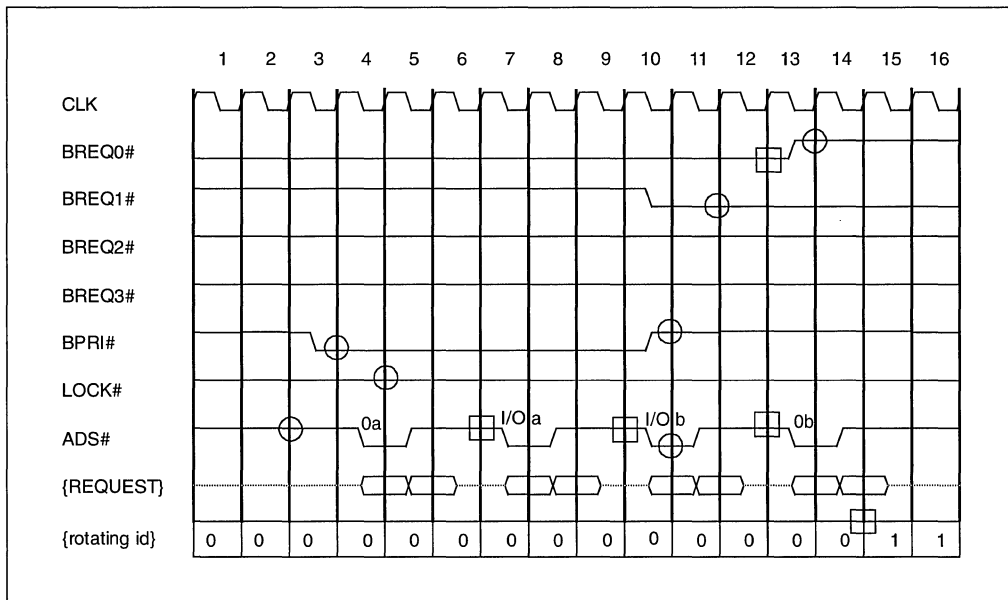 1 2 3 4 5 6 7 8 9 10 11 12 13 14 15 16
CLK
BREQ0#
BREQ1#
BREQ2#
BREQ3#
BPRI#
LOCK#
ADS# 0a I/O a I/O b 0b
{REQUEST}
{rotating id} 0 0 0 0 0 0 0 0 0 0 0 0 0 0 1 1